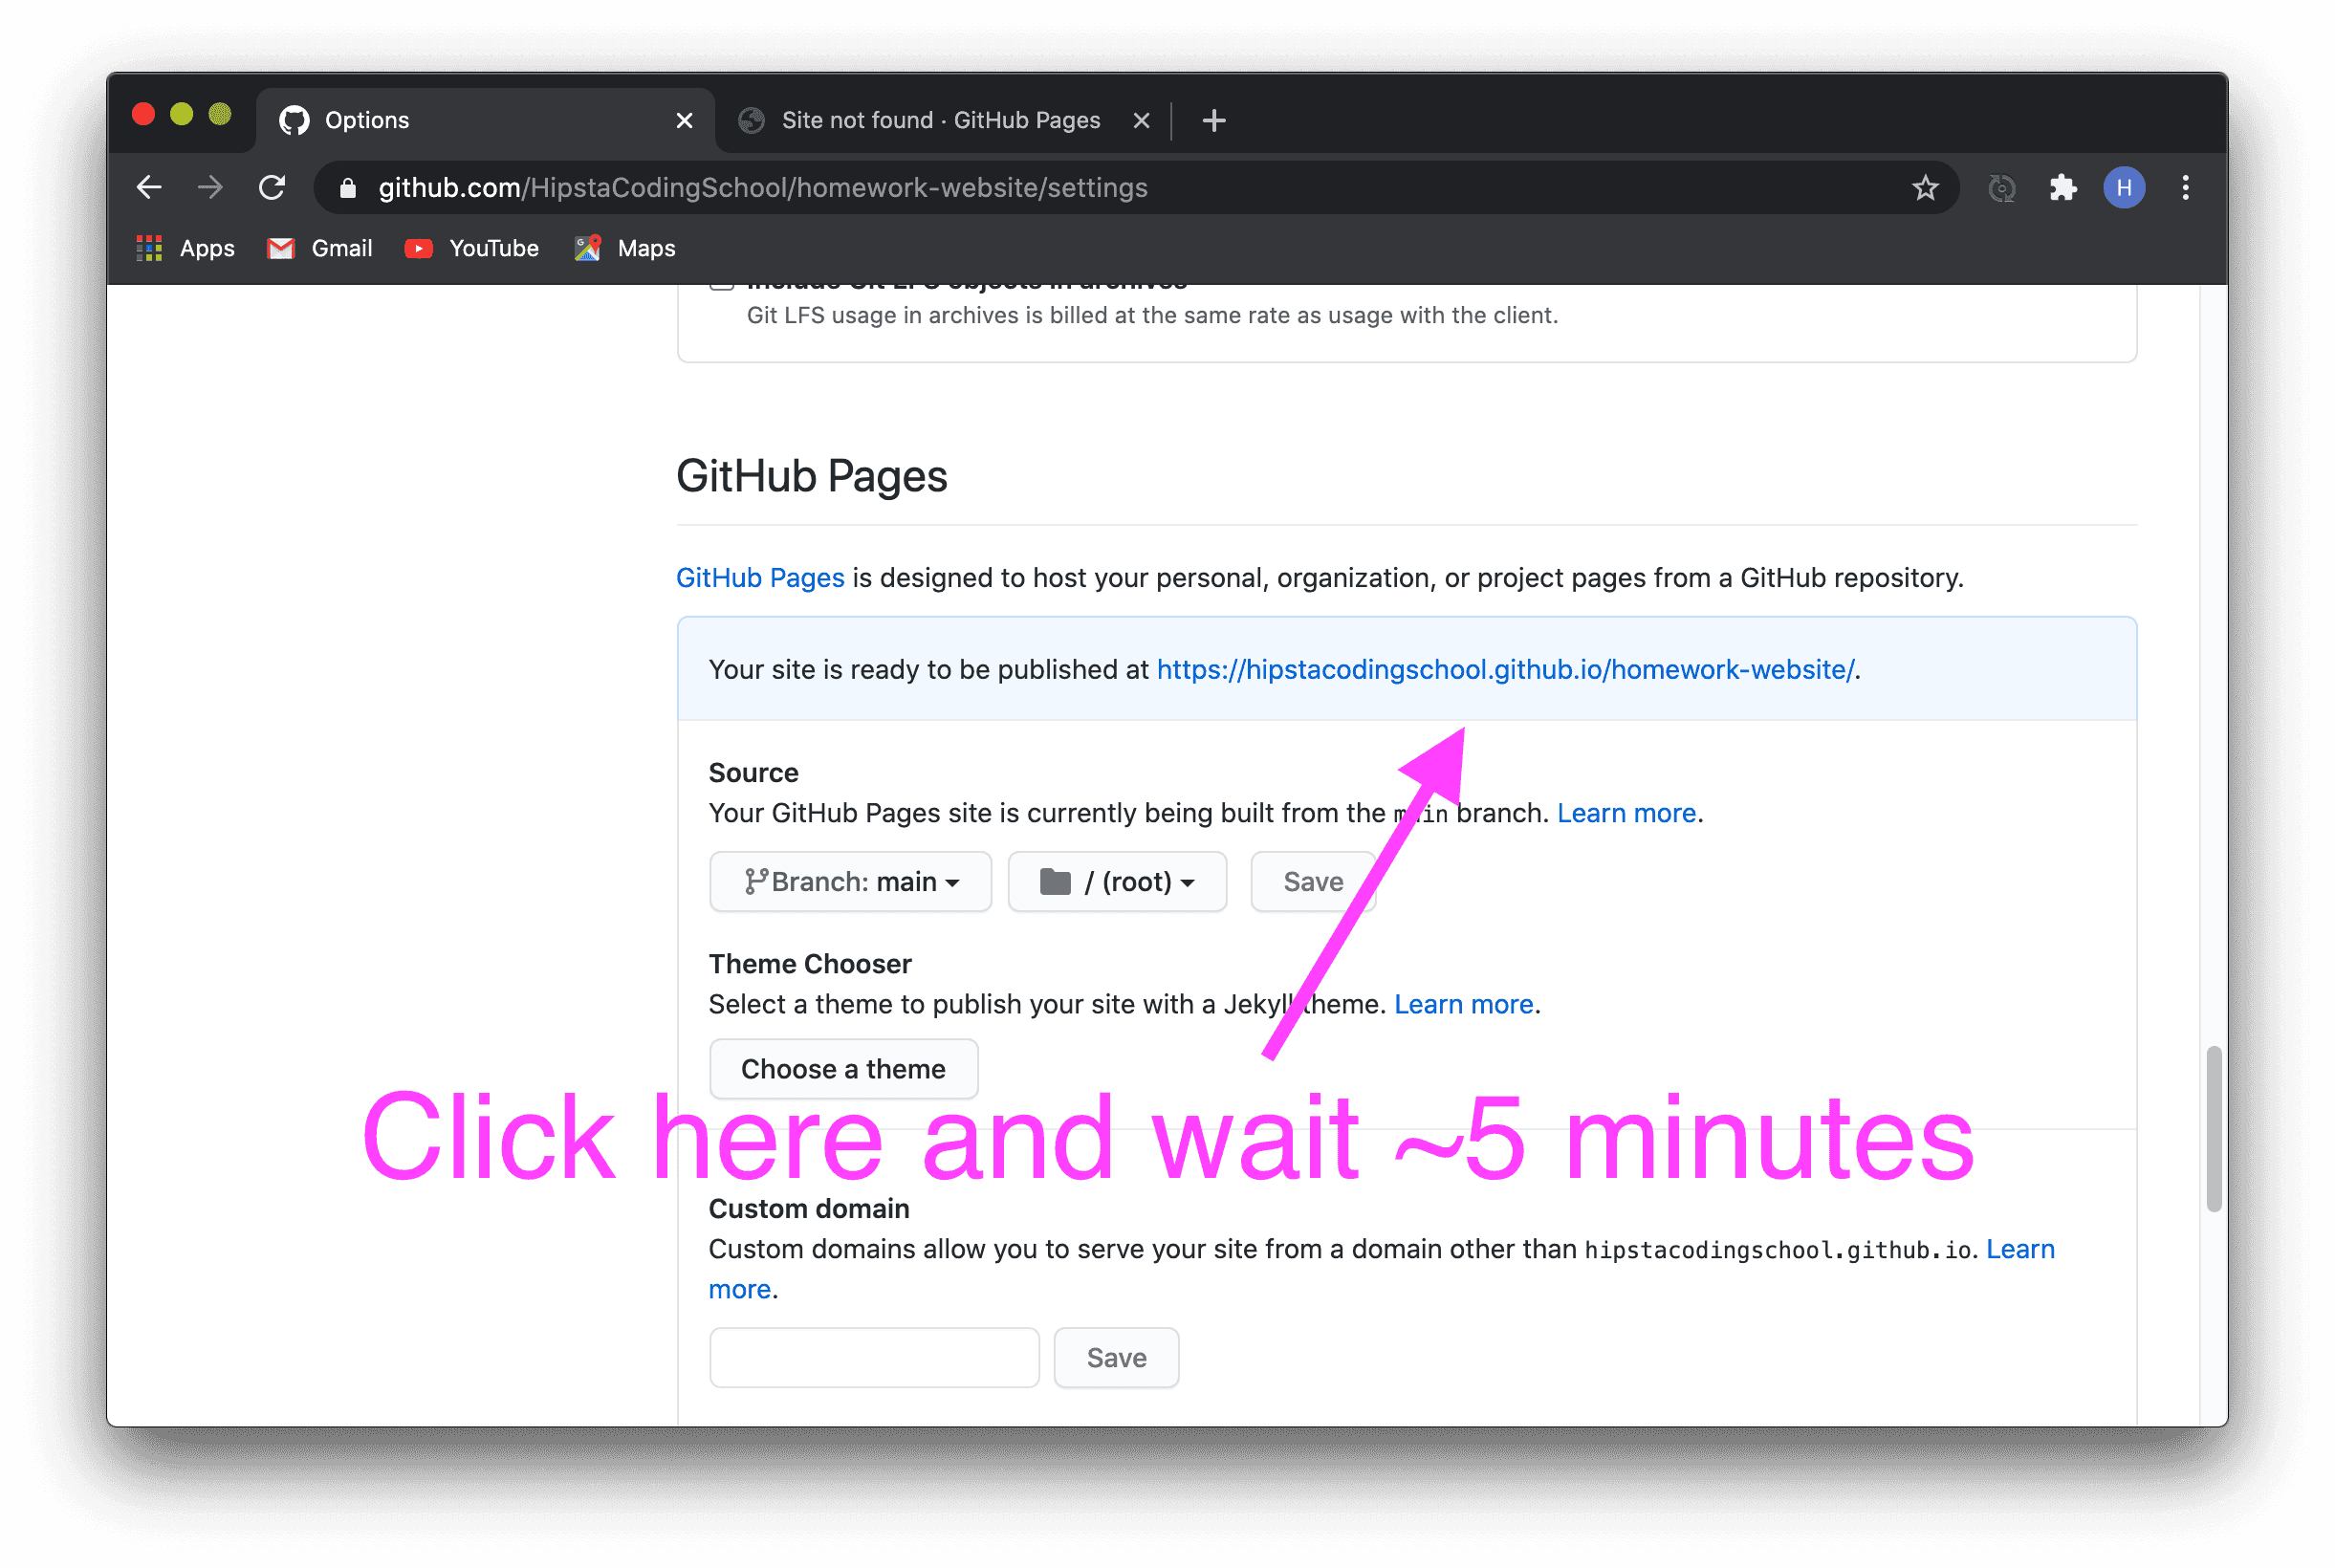 Options
Site not found · GitHub Pages
github.com/HipstaCodingSchool/homework-website/settings
H
Apps
Gmail
YouTube
Maps
Include Git LFS objects in archives
Git LFS usage in archives is billed at the same rate as usage with the client.
GitHub Pages
GitHub Pages is designed to host your personal, organization, or project pages from a GitHub repository.
Your site is ready to be published at https://hipstacodingschool.github.io/homework-website/.
Source
Your GitHub Pages site is currently being built from the main branch. Learn more.
Branch: main
/ (root)
Save
Theme Chooser
Select a theme to publish your site with a Jekyll theme. Learn more.
Choose a theme
Click here and wait ~5 minutes
Custom domain
Custom domains allow you to serve your site from a domain other than hipstacodingschool.github.io. Learn
more.
Save